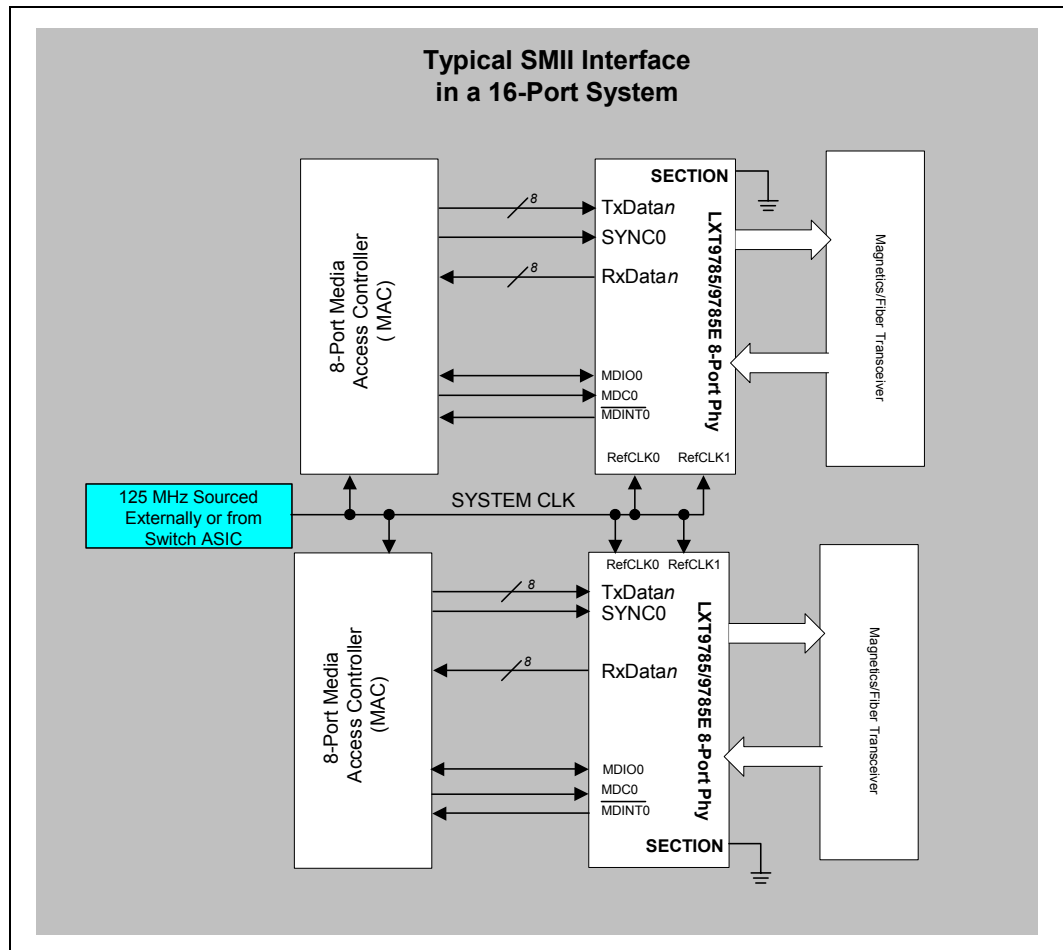 Typical SMII Interface
in a 16-Port System
8-Port Media
Access Controller
( MAC)
8
TxDatan
SYNC0
8
RxDatan
MDIO0
MDC0
MDINT0
SECTION
LXT9785/9785E 8-Port Phy
RefCLK0 RefCLK1
Magnetics/Fiber Transceiver
125 MHz Sourced
Externally or from
Switch ASIC
SYSTEM CLK
8-Port Media
Access Controller
(MAC)
RefCLK0 RefCLK1
8
TxDatan
SYNC0
8
RxDatan
MDIO0
MDC0
MDINT0
LXT9785/9785E 8-Port Phy
SECTION
Magnetics/Fiber Transceiver